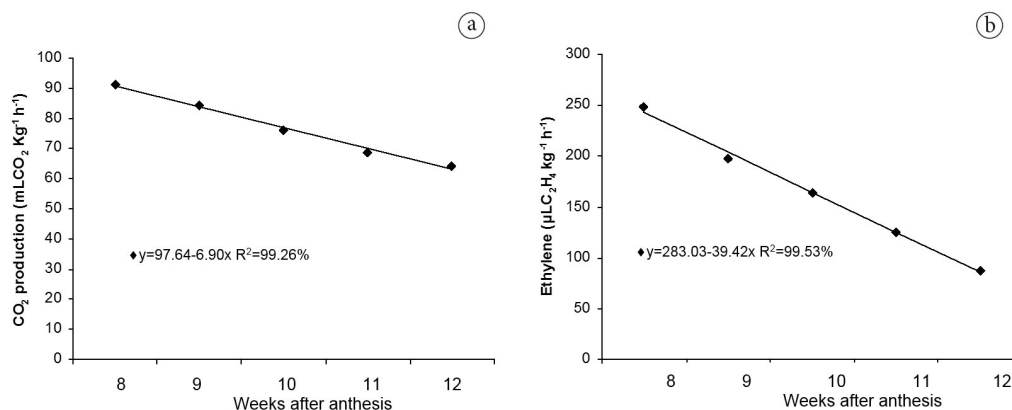 a
100
90
80
70
60
50
40
30
20
10
0
CO₂ production (mLCO₂ Kg⁻¹ h⁻¹)
y=97.64-6.90x R²=99.26%
8 9 10 11 12
Weeks after anthesis
b
300
250
200
150
100
50
0
Ethylene (µLC₂H₄ kg⁻¹ h⁻¹)
y=283.03-39.42x R²=99.53%
8 9 10 11 12
Weeks after anthesis